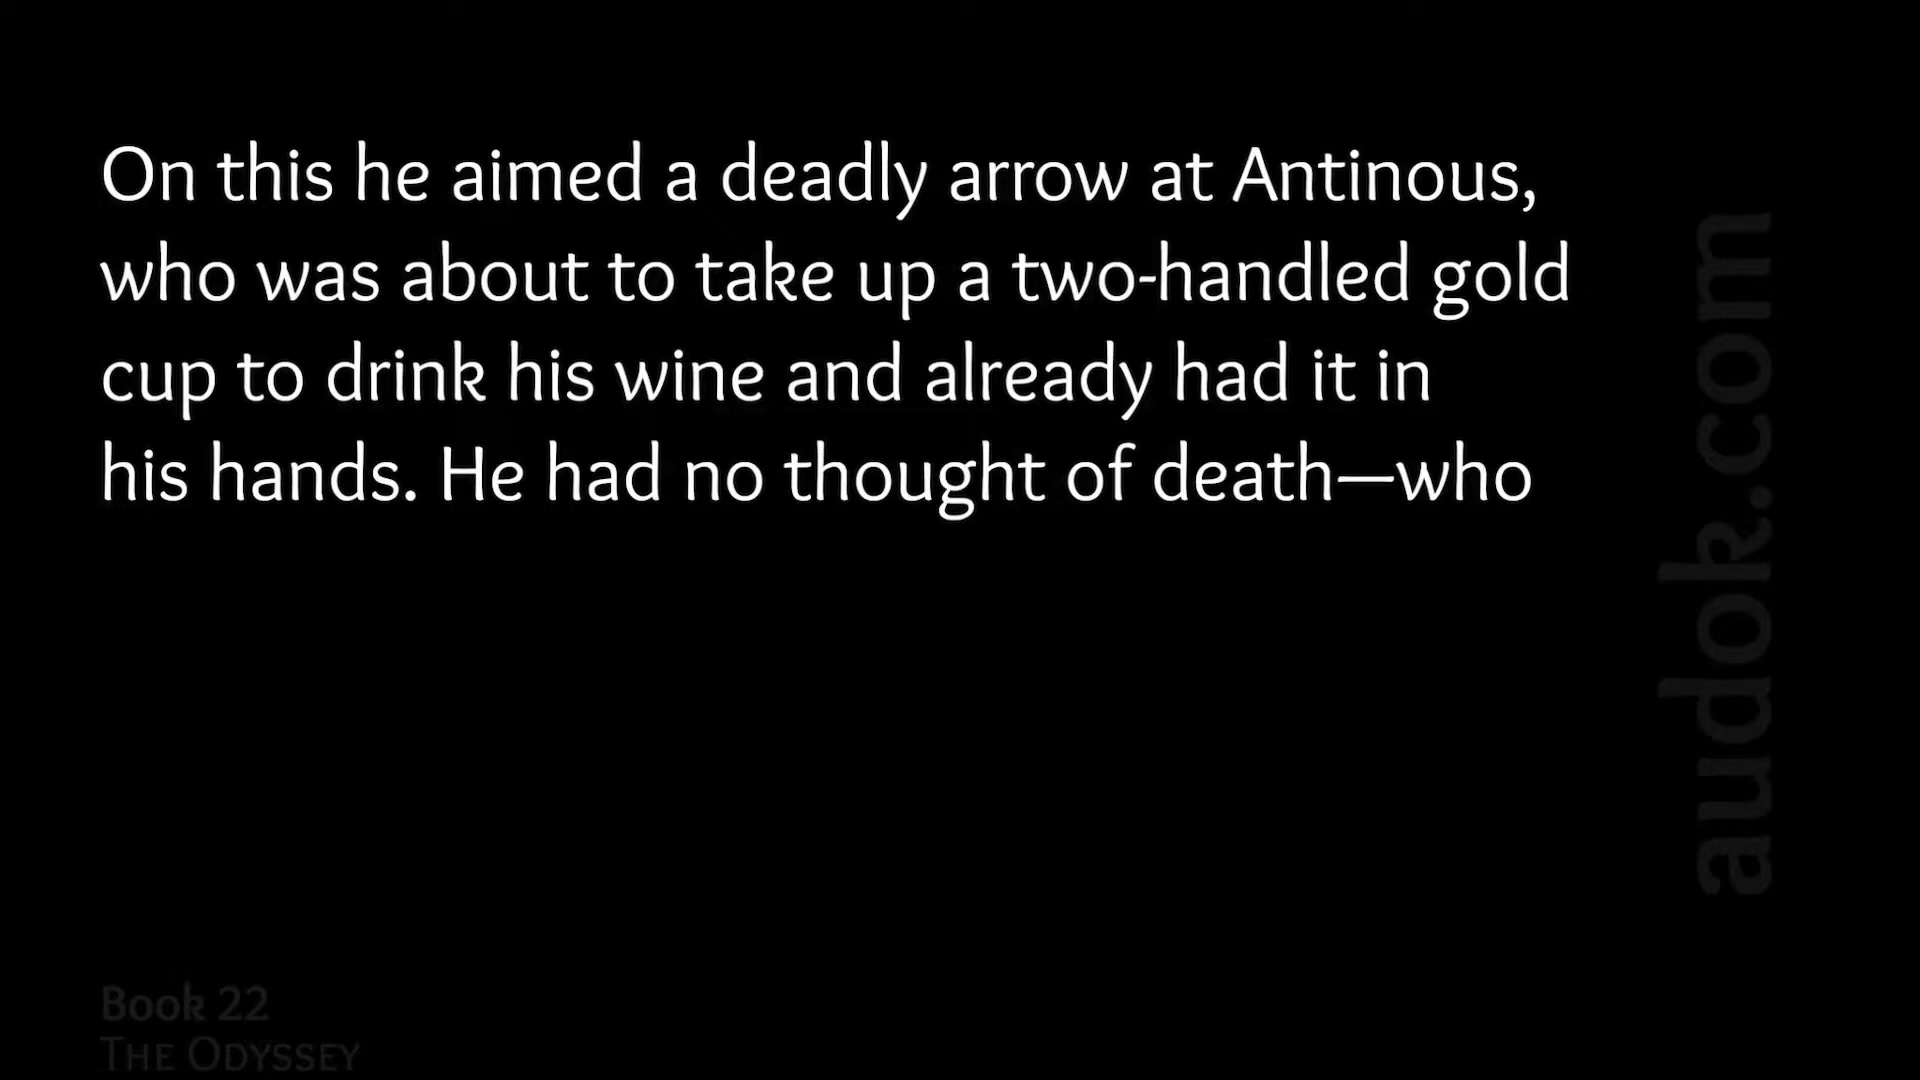 On this he aimed a deadly arrow at Antinous,
who was about to take up a two-handled gold
cup to drink his wine and already had it in
his hands. He had no thought of death—who
audok.com
Book 22
THE ODYSSEY